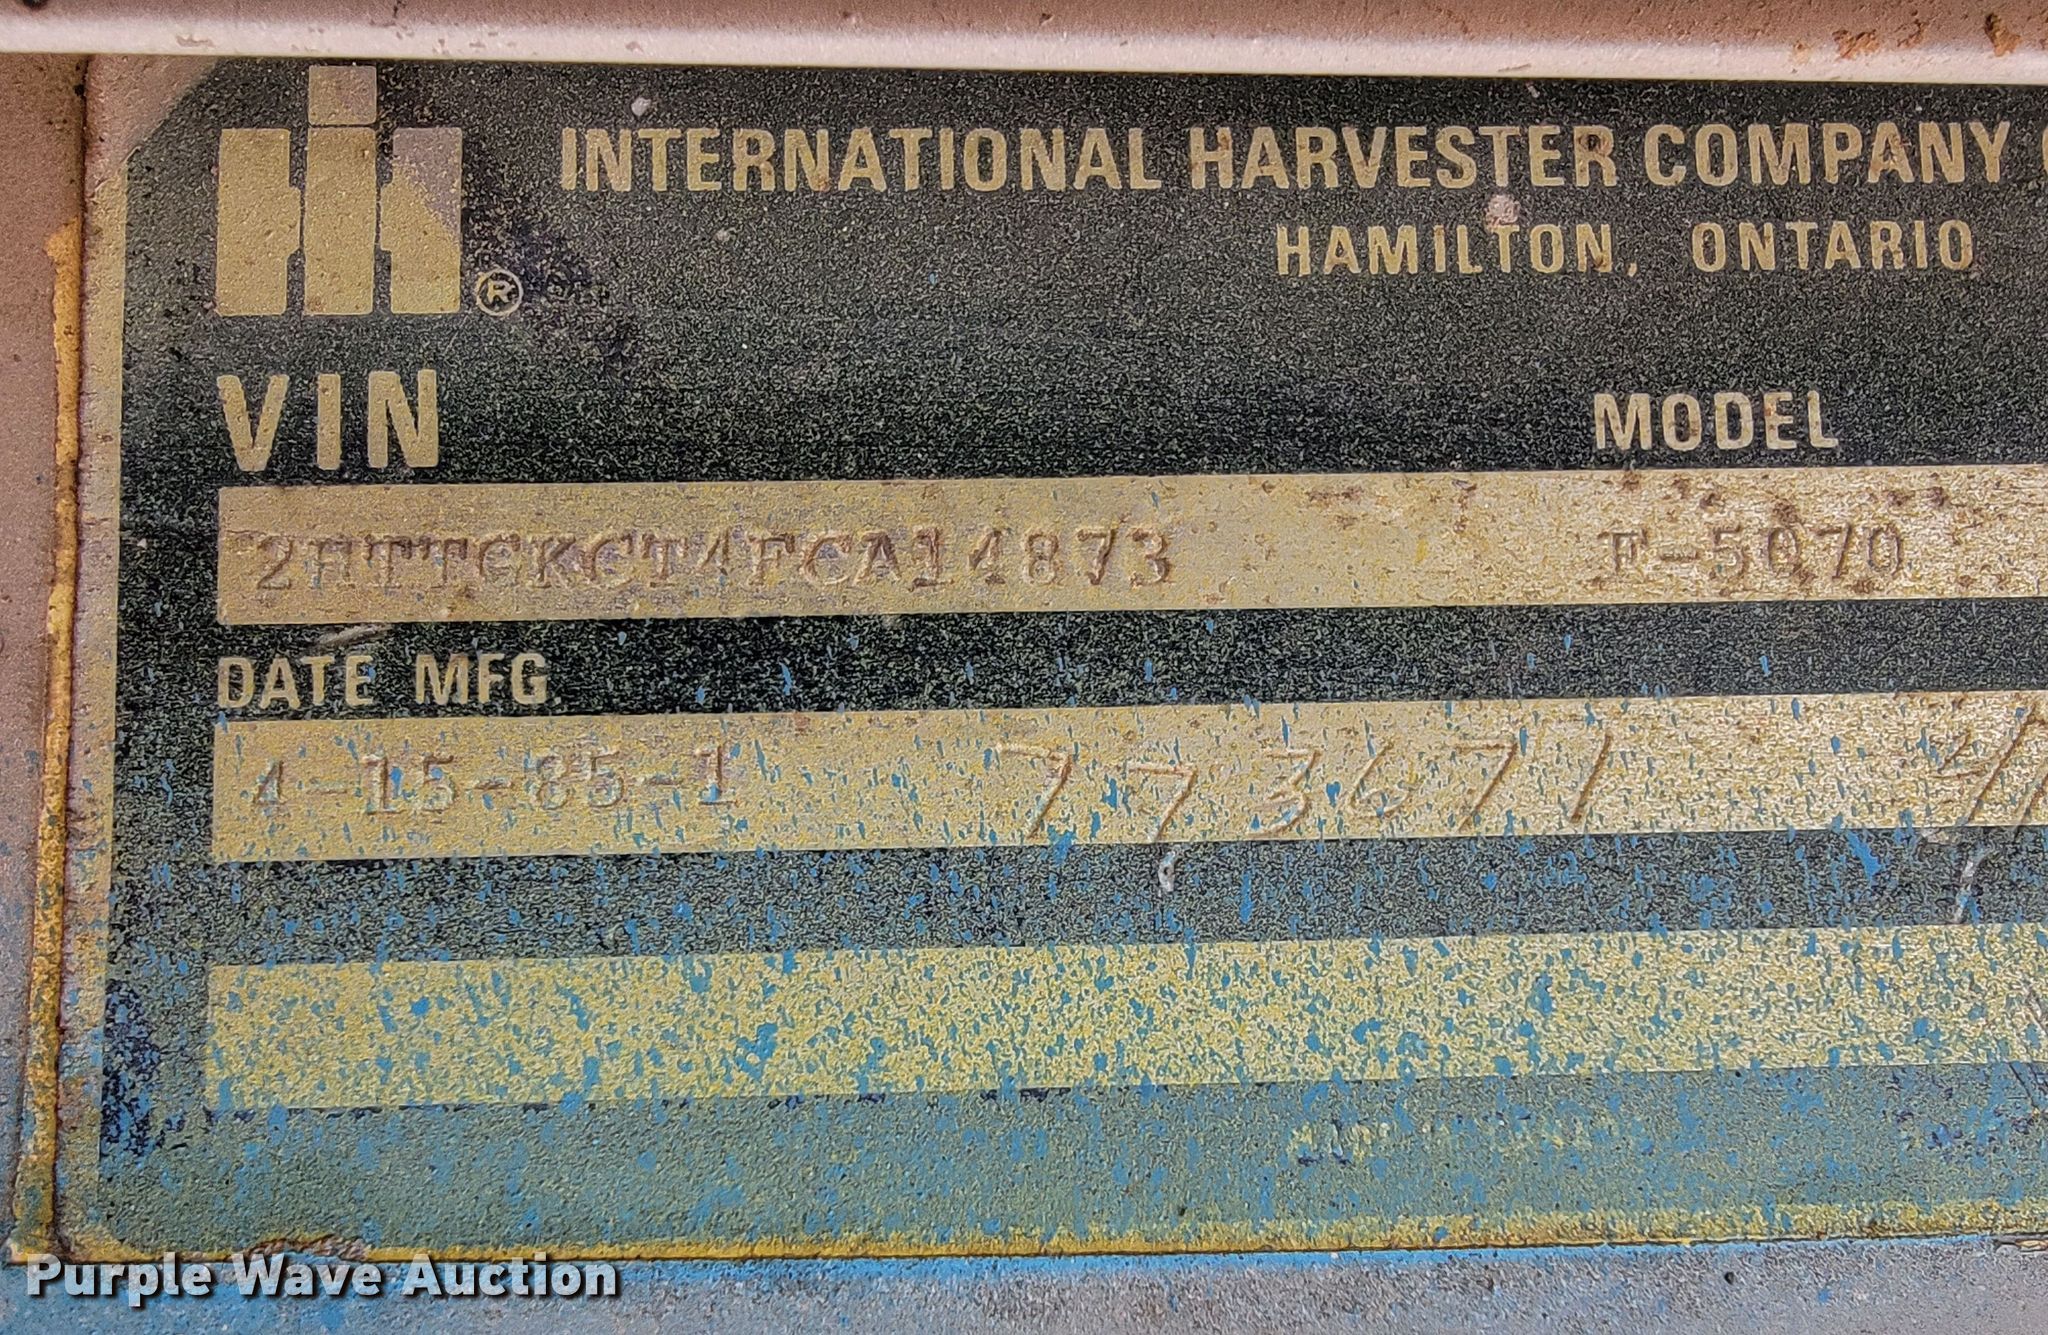 INTERNATIONAL HARVESTER COMPANY
HAMILTON, ONTARIO
®
VIN MODEL
2HTTGKCT4FCA14873 F-5070
DATE MFG.
4-15-85-1 773671
Purple Wave Auction